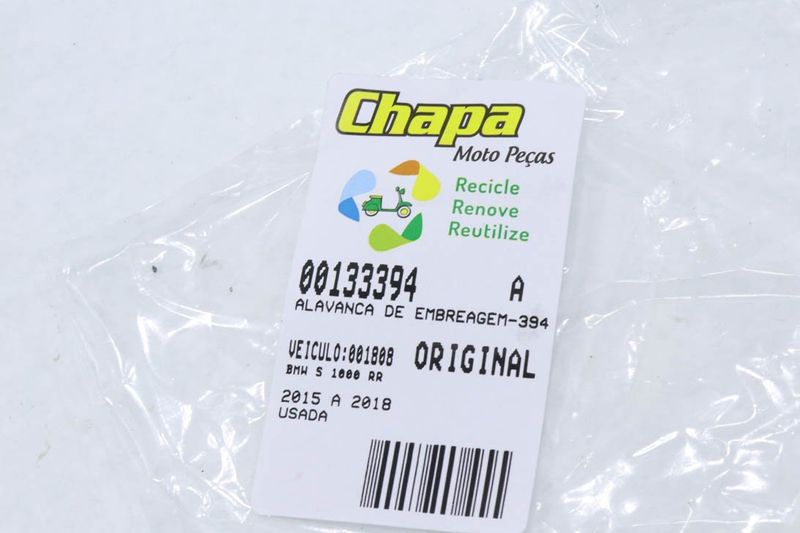 Chapa
Moto Peças
Recicle
Renove
Reutilize
00133394 A
ALAVANCA DE EMBREAGEM-394
VEICULO:001808 ORIGINAL
BMW S 1000 RR
2015 A 2018
USADA